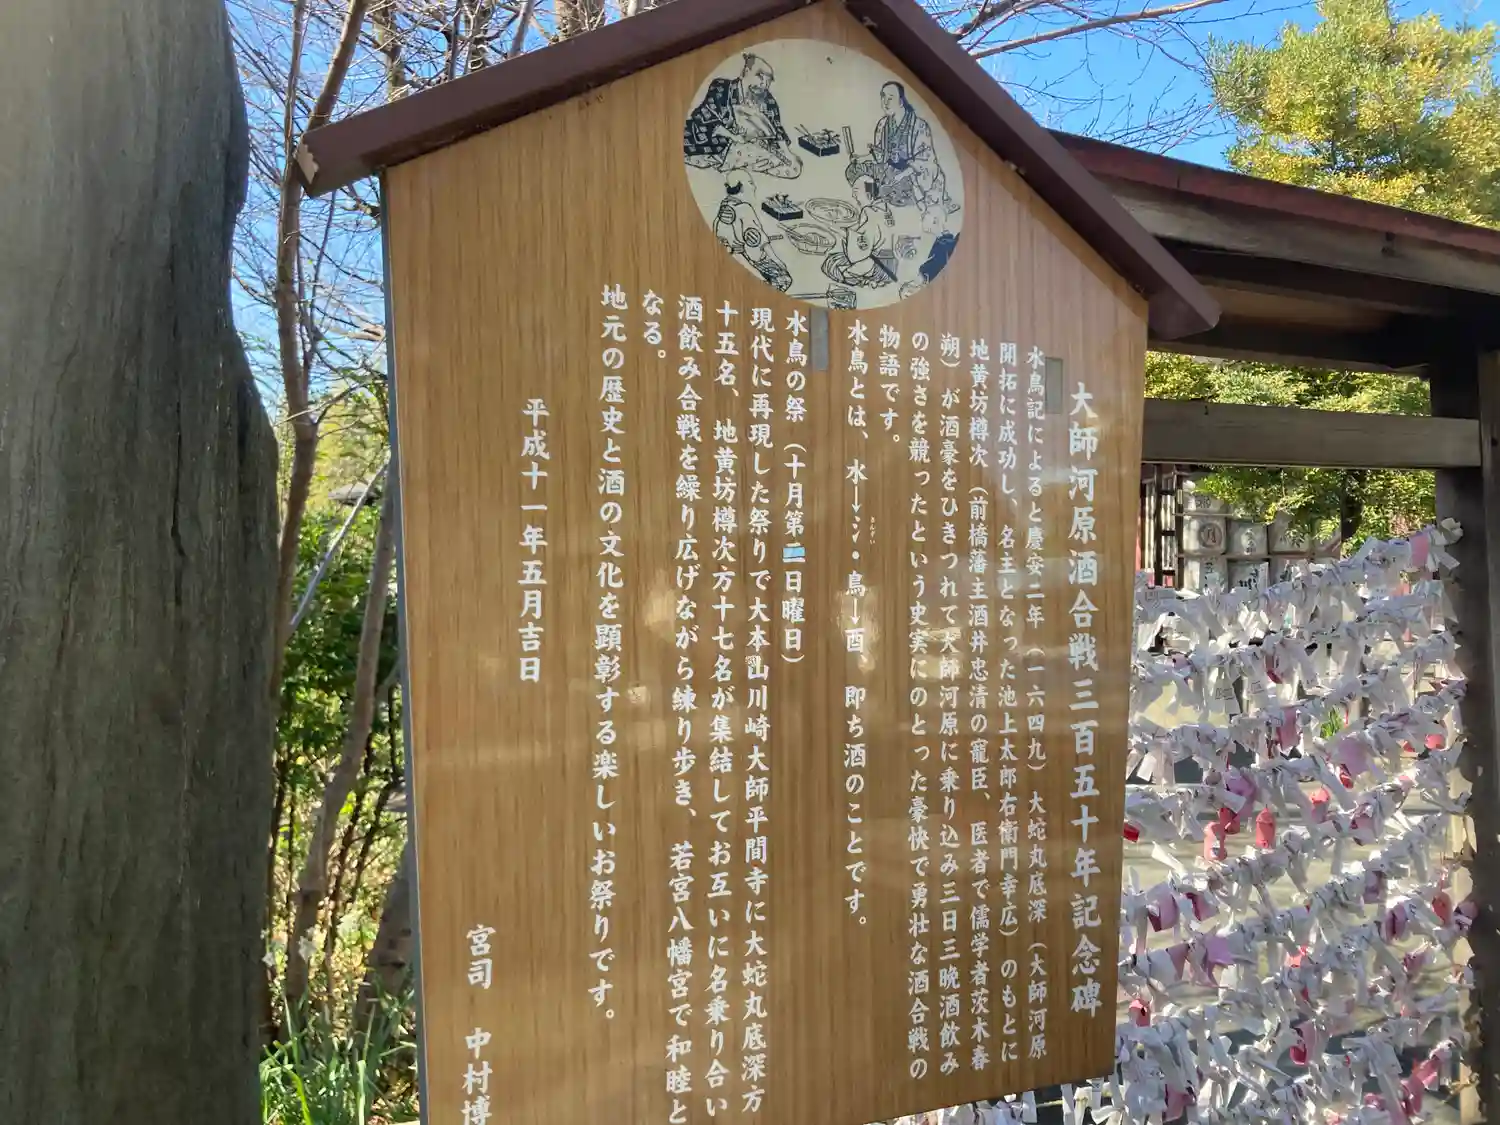 大師河原酒合戦三百五十年記念碑
水鳥記によると慶安二年（一六四九）大蛇丸底深（大師河原
開拓に成功し、名主となった池上太郎右衛門幸広）のもとに
地黄坊樽次（前橋藩主酒井忠清の寵臣、医者で儒学者茨木春
朔）が酒豪をひきつれて大師河原に乗り込み三日三晩酒飲み
の強さを競ったという史実にのとった豪快で勇壮な酒合戦の
物語です。
水鳥とは、水→氵・鳥→酉、即ち酒のことです。
さんずい
水鳥の祭（十月第二日曜日）
現代に再現した祭りで大本山川崎大師平間寺に大蛇丸底深方
十五名、地黄坊樽次方十七名が集結してお互いに名乗り合い
酒飲み合戦を繰り広げながら練り歩き、若宮八幡宮で和睦と
なる。
地元の歴史と酒の文化を顕彰する楽しいお祭りです。
平成十一年五月吉日
宮司　中村博